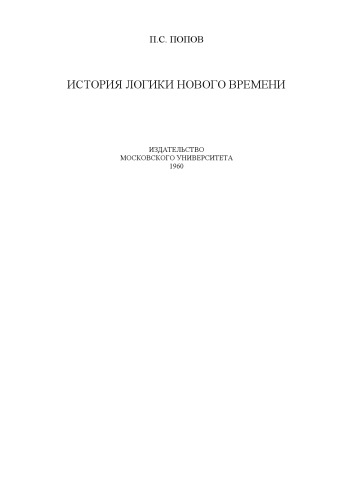 П.С. ПОПОВ
ИСТОРИЯ ЛОГИКИ НОВОГО ВРЕМЕНИ
ИЗДАТЕЛЬСТВО
МОСКОВСКОГО УНИВЕРСИТЕТА
1960